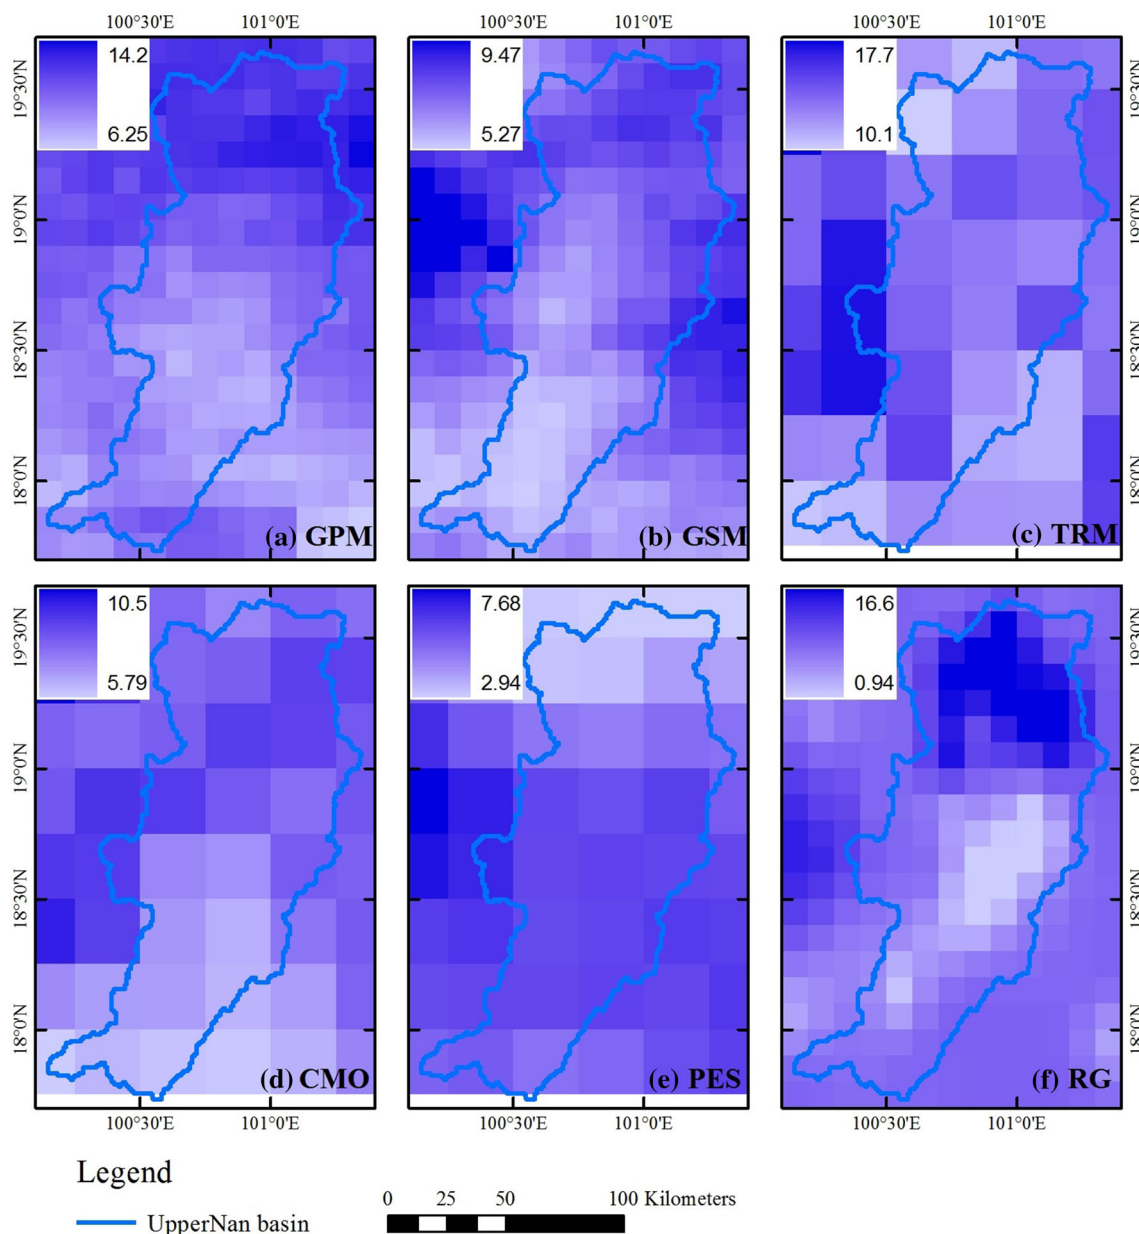 100°30'E 101°0'E 100°30'E 101°0'E 100°30'E 101°0'E
14.2
6.25
9.47
5.27
17.7
10.1
19°30'N
19°0'N
18°30'N
18°0'N
19°30'N
19°0'N
18°30'N
18°0'N
(a) GPM
(b) GSM
(c) TRM
10.5
5.79
7.68
2.94
16.6
0.94
19°30'N
19°0'N
18°30'N
18°0'N
19°30'N
19°0'N
18°30'N
18°0'N
(d) CMO
(e) PES
(f) RG
100°30'E 101°0'E 100°30'E 101°0'E 100°30'E 101°0'E
Legend
UpperNan basin
0 25 50 100 Kilometers